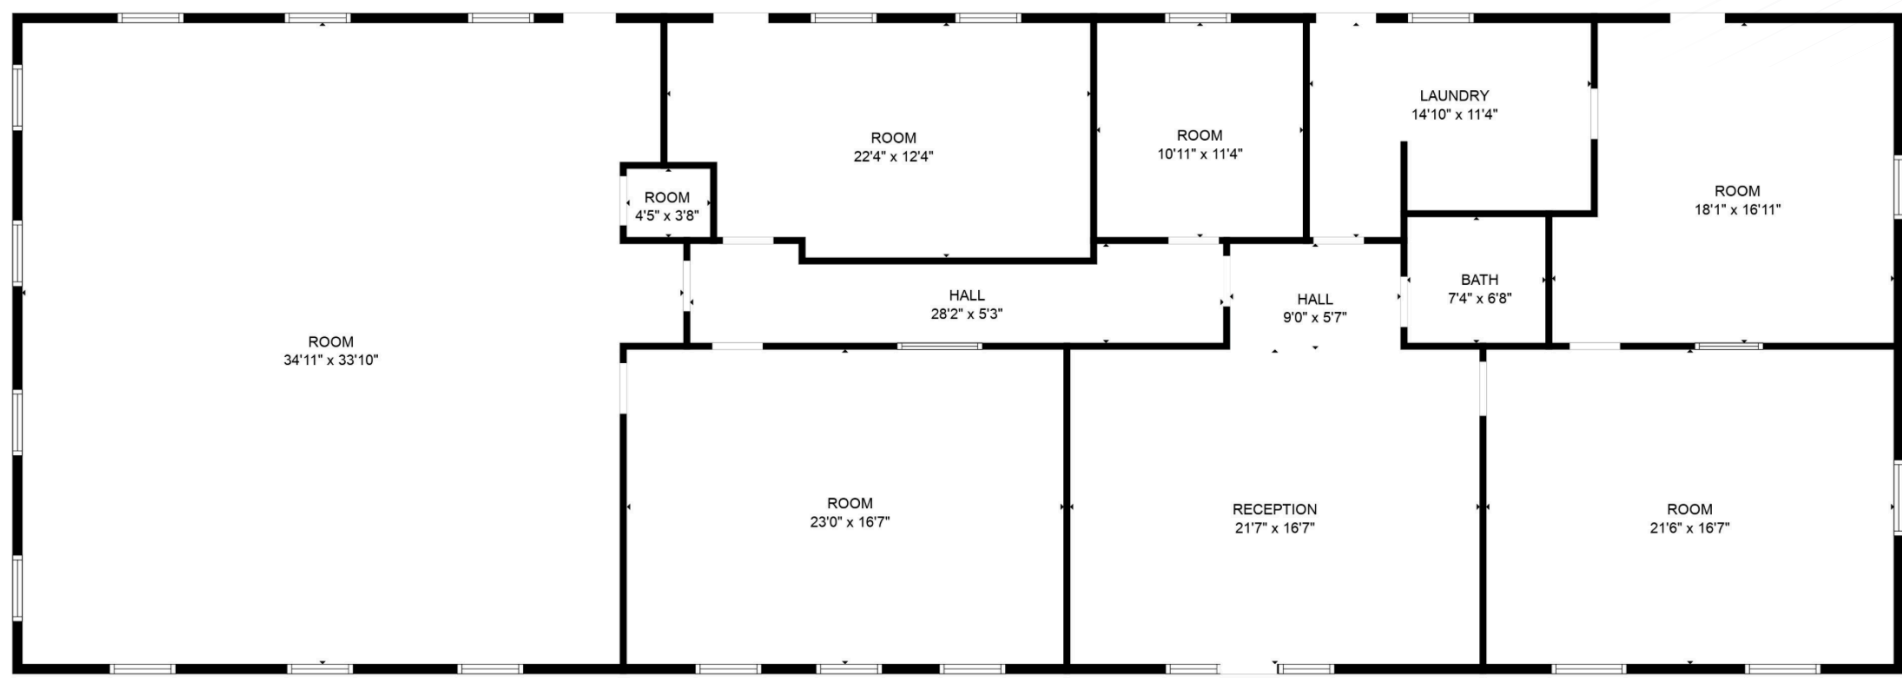 ROOM
22'4" x 12'4"
ROOM
10'11" x 11'4"
LAUNDRY
14'10" x 11'4"
ROOM
4'5" x 3'8"
ROOM
18'1" x 16'11"
HALL
28'2" x 5'3"
HALL
9'0" x 5'7"
BATH
7'4" x 6'8"
ROOM
34'11" x 33'10"
ROOM
23'0" x 16'7"
RECEPTION
21'7" x 16'7"
ROOM
21'6" x 16'7"